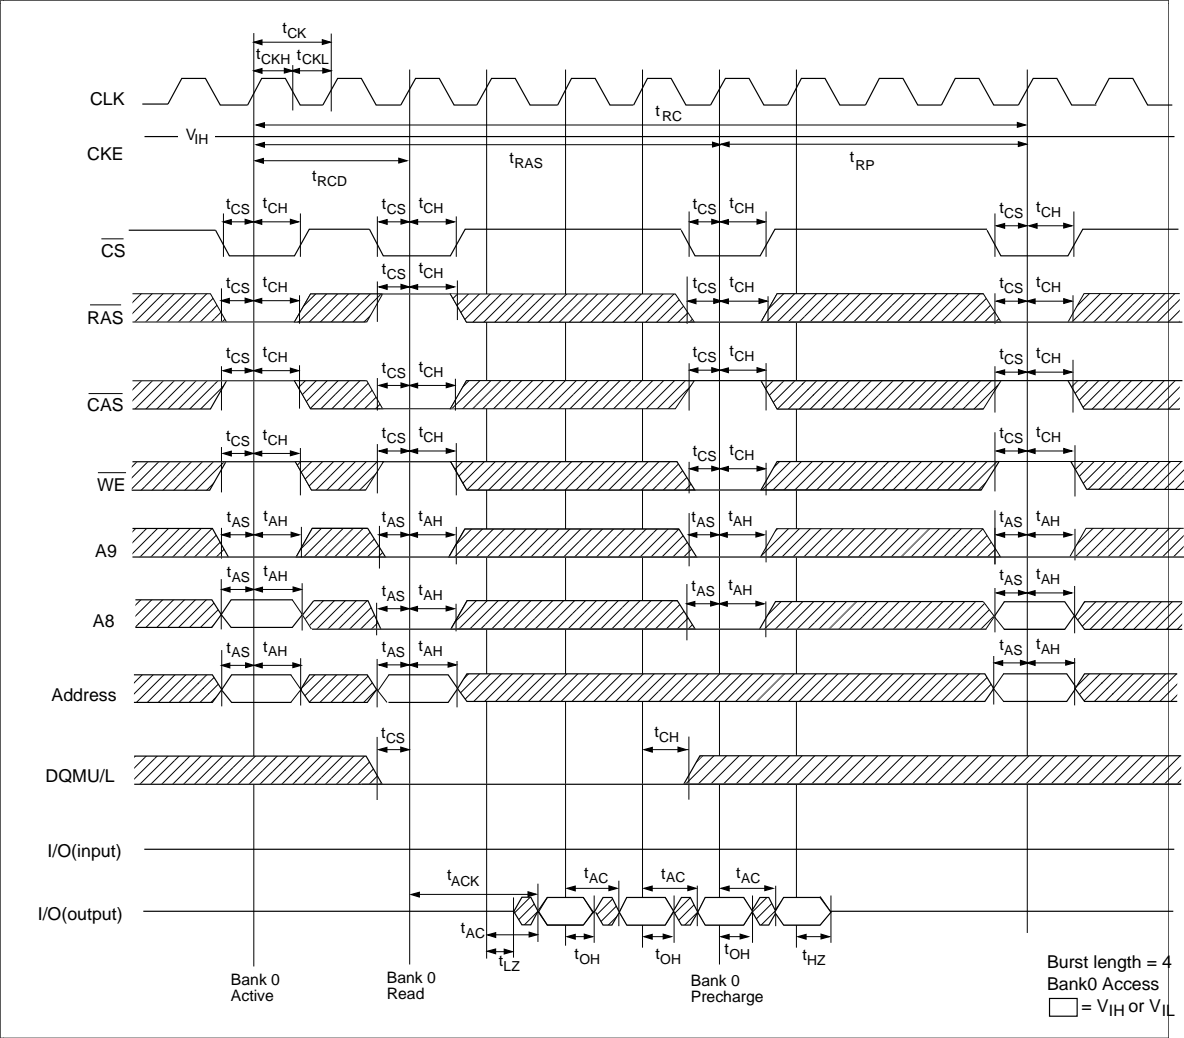 tCK
tCKH tCKL
CLK
tRC
VIH
CKE
tRAS tRP
tRCD
tCS tCH tCS tCH tCS tCH tCS tCH
CS
tCS tCH tCS tCH tCS tCH tCS tCH
RAS
tCS tCH tCS tCH tCS tCH tCS tCH
CAS
tCS tCH tCS tCH tCS tCH tCS tCH
WE
tAS tAH tAS tAH tAS tAH tAS tAH
A9
tAS tAH tAS tAH tAS tAH tAS tAH
A8
tAS tAH tAS tAH tAS tAH
Address
tCS tCH
DQMU/L
I/O(input)
tACK tAC tAC tAC
I/O(output)
tAC
tLZ tOH tOH tOH tHZ
Bank 0
Active
Bank 0
Read
Bank 0
Precharge
Burst length = 4
Bank0 Access
= VIH or VIL